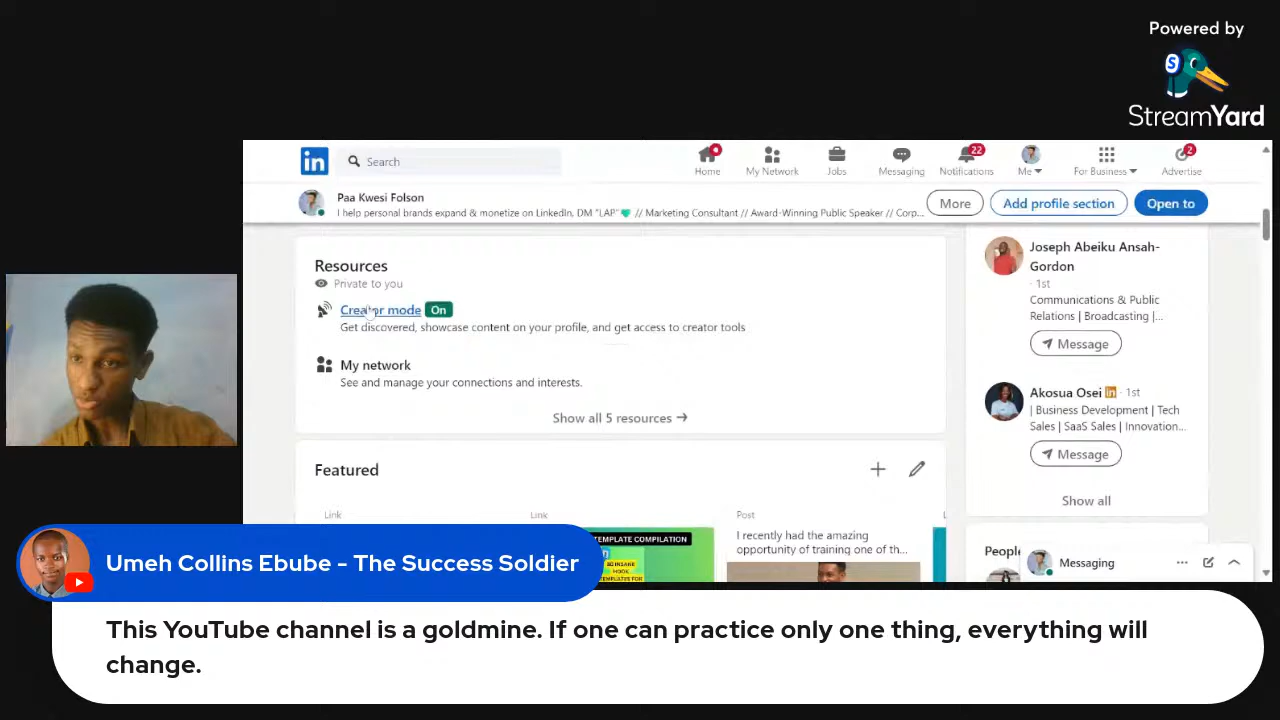 Powered by
StreamYard
in
Search
Home
My Network
Jobs
Messaging
22
Notifications
Me
For Business
2
Advertise
Paa Kwesi Folson
I help personal brands expand & monetize on LinkedIn, DM "LAP" // Marketing Consultant // Award-Winning Public Speaker // Corp...
More
Add profile section
Open to
Resources
Private to you
Creator mode On
Get discovered, showcase content on your profile, and get access to creator tools
My network
See and manage your connections and interests.
Show all 5 resources →
Featured
Link
Link
TEMPLATE COMPILATION
Post
I recently had the amazing
opportunity of training one of th...
Joseph Abeiku Ansah-
Gordon
· 1st
Communications & Public
Relations | Broadcasting |...
Message
Akosua Osei in · 1st
| Business Development | Tech
Sales | SaaS Sales | Innovation...
Message
Show all
People
Messaging
Umeh Collins Ebube - The Success Soldier
This YouTube channel is a goldmine. If one can practice only one thing, everything will
change.